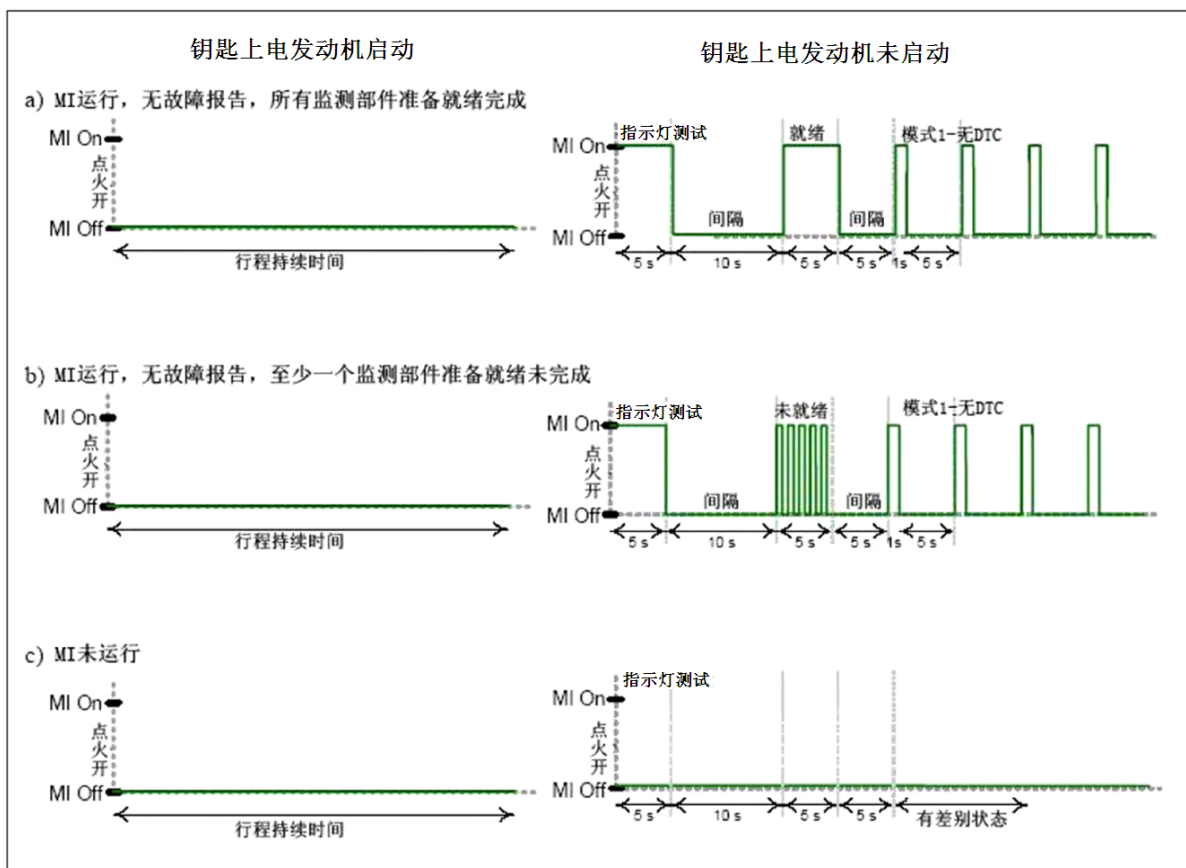 钥匙上电发动机启动
钥匙上电发动机未启动
a) MI运行，无故障报告，所有监测部件准备就绪完成
MI On
点火开
MI Off
行程持续时间
指示灯测试
就绪
模式1-无DTC
MI On
点火开
间隔
间隔
MI Off
5 s
10 s
5 s
5 s
1s
5 s
b) MI运行，无故障报告，至少一个监测部件准备就绪未完成
MI On
点火开
MI Off
行程持续时间
指示灯测试
未就绪
模式1-无DTC
MI On
点火开
间隔
间隔
MI Off
5 s
10 s
5 s
5 s
1s
5 s
c) MI未运行
MI On
点火开
MI Off
行程持续时间
指示灯测试
MI On
点火开
MI Off
5 s
10 s
5 s
5 s
有差别状态